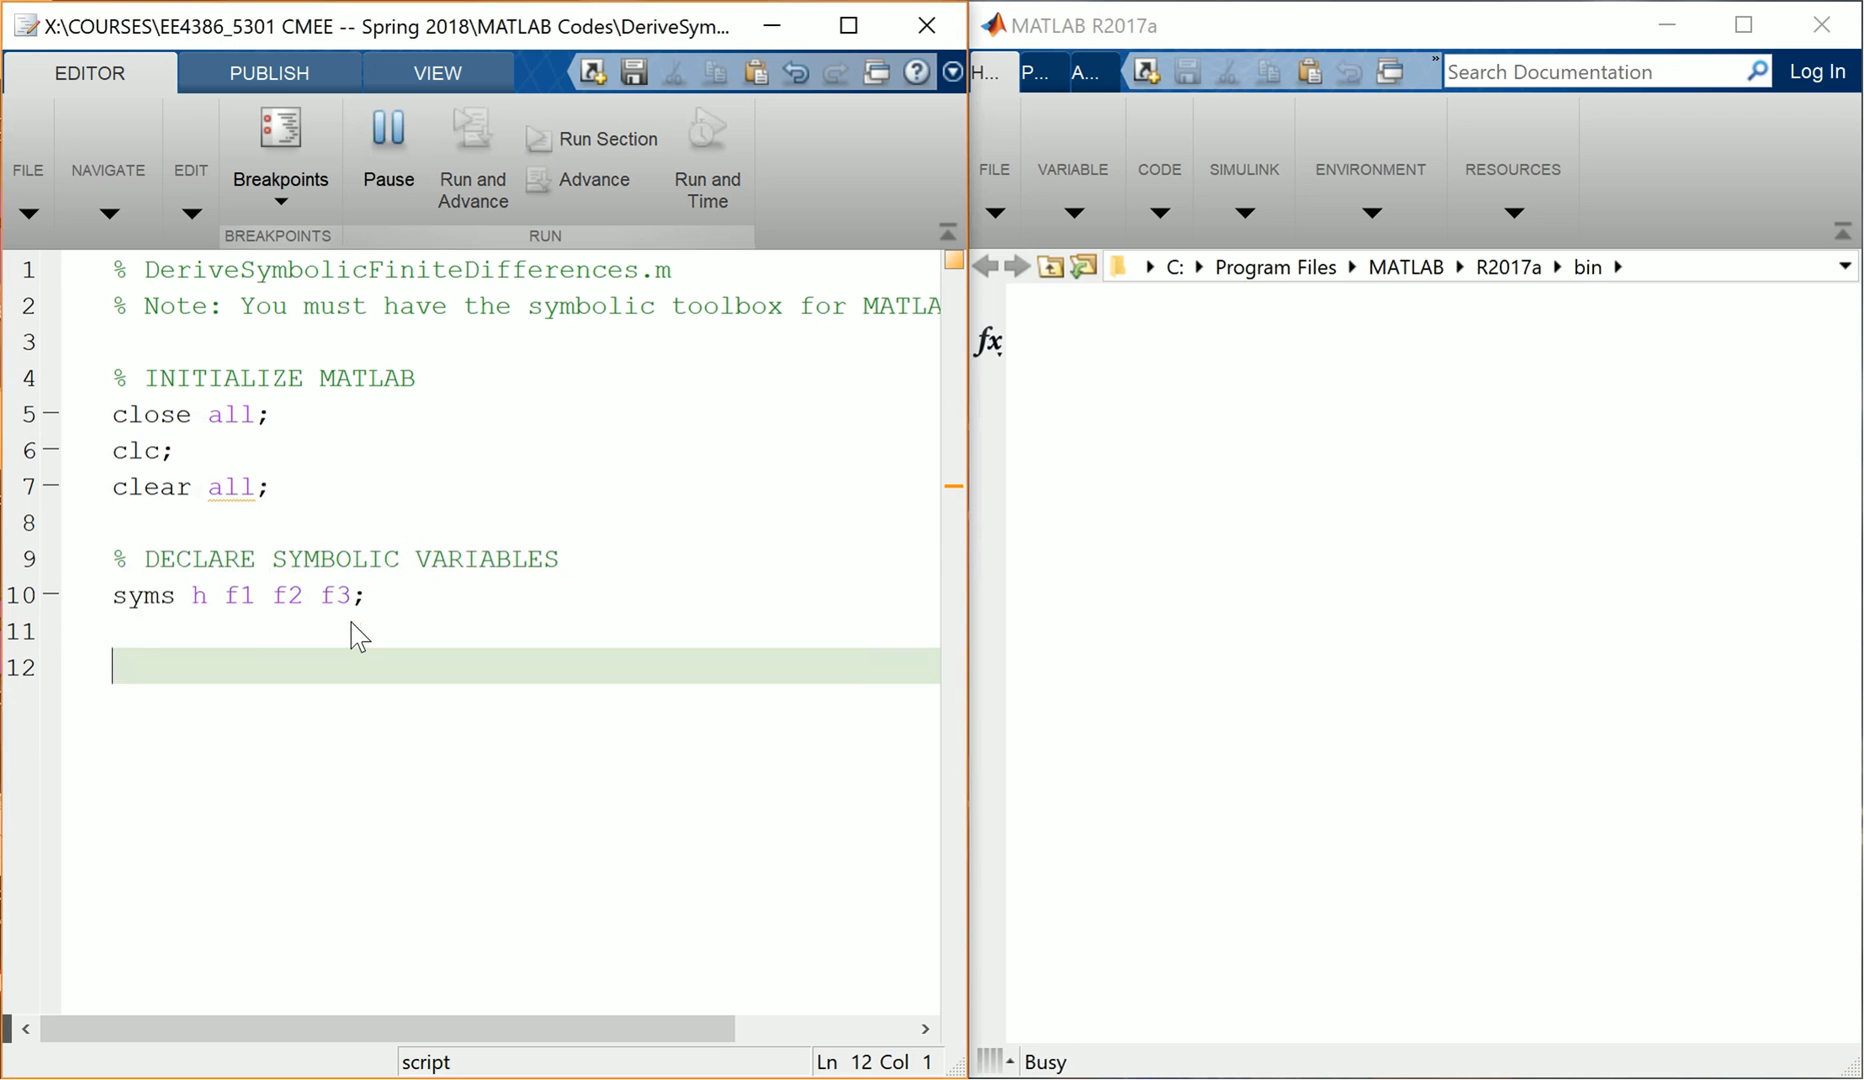 X:\COURSES\EE4386_5301 CMEE -- Spring 2018\MATLAB Codes\DeriveSym...
EDITOR PUBLISH VIEW
FILE NAVIGATE EDIT Breakpoints Pause Run and Advance Run Section Advance Run and Time
BREAKPOINTS RUN
1 % DeriveSymbolicFiniteDifferences.m
2 % Note: You must have the symbolic toolbox for MATLA
3
4 % INITIALIZE MATLAB
5 close all;
6 clc;
7 clear all;
8
9 % DECLARE SYMBOLIC VARIABLES
10 syms h f1 f2 f3;
11
12
script Ln 12 Col 1
MATLAB R2017a
H... P... A... » Search Documentation Log In
FILE VARIABLE CODE SIMULINK ENVIRONMENT RESOURCES
C: Program Files MATLAB R2017a bin
fx
Busy